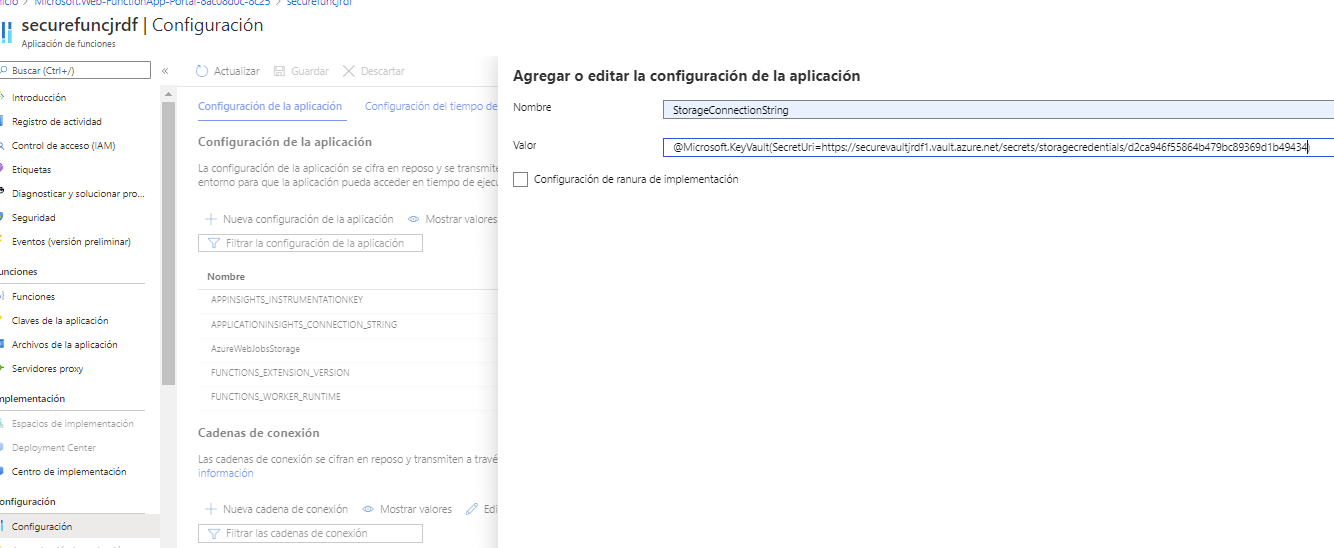 nicio > Microsoft.Web-FunctionApp-Portal-8ac08d0c-8c25 > securefuncjrdf
securefuncjrdf | Configuración
Aplicación de funciones
Buscar (Ctrl+/)
«
Introducción
Registro de actividad
Control de acceso (IAM)
Etiquetas
Diagnosticar y solucionar pro...
Seguridad
Eventos (versión preliminar)
unciones
Funciones
Claves de la aplicación
Archivos de la aplicación
Servidores proxy
mplementación
Espacios de implementación
Deployment Center
Centro de implementación
onfiguración
Configuración
Actualizar Guardar Descartar
Configuración de la aplicación Configuración del tiempo de
Configuración de la aplicación
La configuración de la aplicación se cifra en reposo y se transmite
entorno para que la aplicación pueda acceder en tiempo de ejecu
Nueva configuración de la aplicación Mostrar valores
Filtrar la configuración de la aplicación
Nombre
APPINSIGHTS_INSTRUMENTATIONKEY
APPLICATIONINSIGHTS_CONNECTION_STRING
AzureWebJobsStorage
FUNCTIONS_EXTENSION_VERSION
FUNCTIONS_WORKER_RUNTIME
Cadenas de conexión
Las cadenas de conexión se cifran en reposo y transmiten a travé
información
Nueva cadena de conexión Mostrar valores Edi
Filtrar las cadenas de conexión
Agregar o editar la configuración de la aplicación
Nombre
StorageConnectionString
Valor
@Microsoft.KeyVault(SecretUri=https://securevaultjrdf1.vault.azure.net/secrets/storagecredentials/d2ca946f55864b479bc89369d1b49434)
Configuración de ranura de implementación